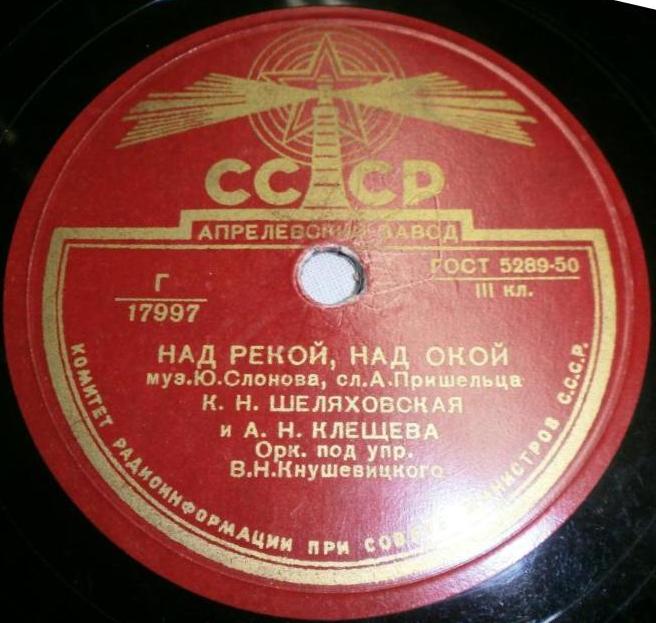 СССР
АПРЕЛЕВСКИЙ ЗАВОД
Г
17997
ГОСТ 5289-50
III кл.
НАД РЕКОЙ, НАД ОКОЙ
муз.Ю.Слонова, сл.А.Пришельца
К. Н. ШЕЛЯХОВСКАЯ
и А. Н. КЛЕЩЕВА
Орк. под упр.
В.Н.Кнушевицкого
КОМИТЕТ РАДИОИНФОРМАЦИИ ПРИ СОВЕТЕ МИНИСТРОВ С.С.С.Р.